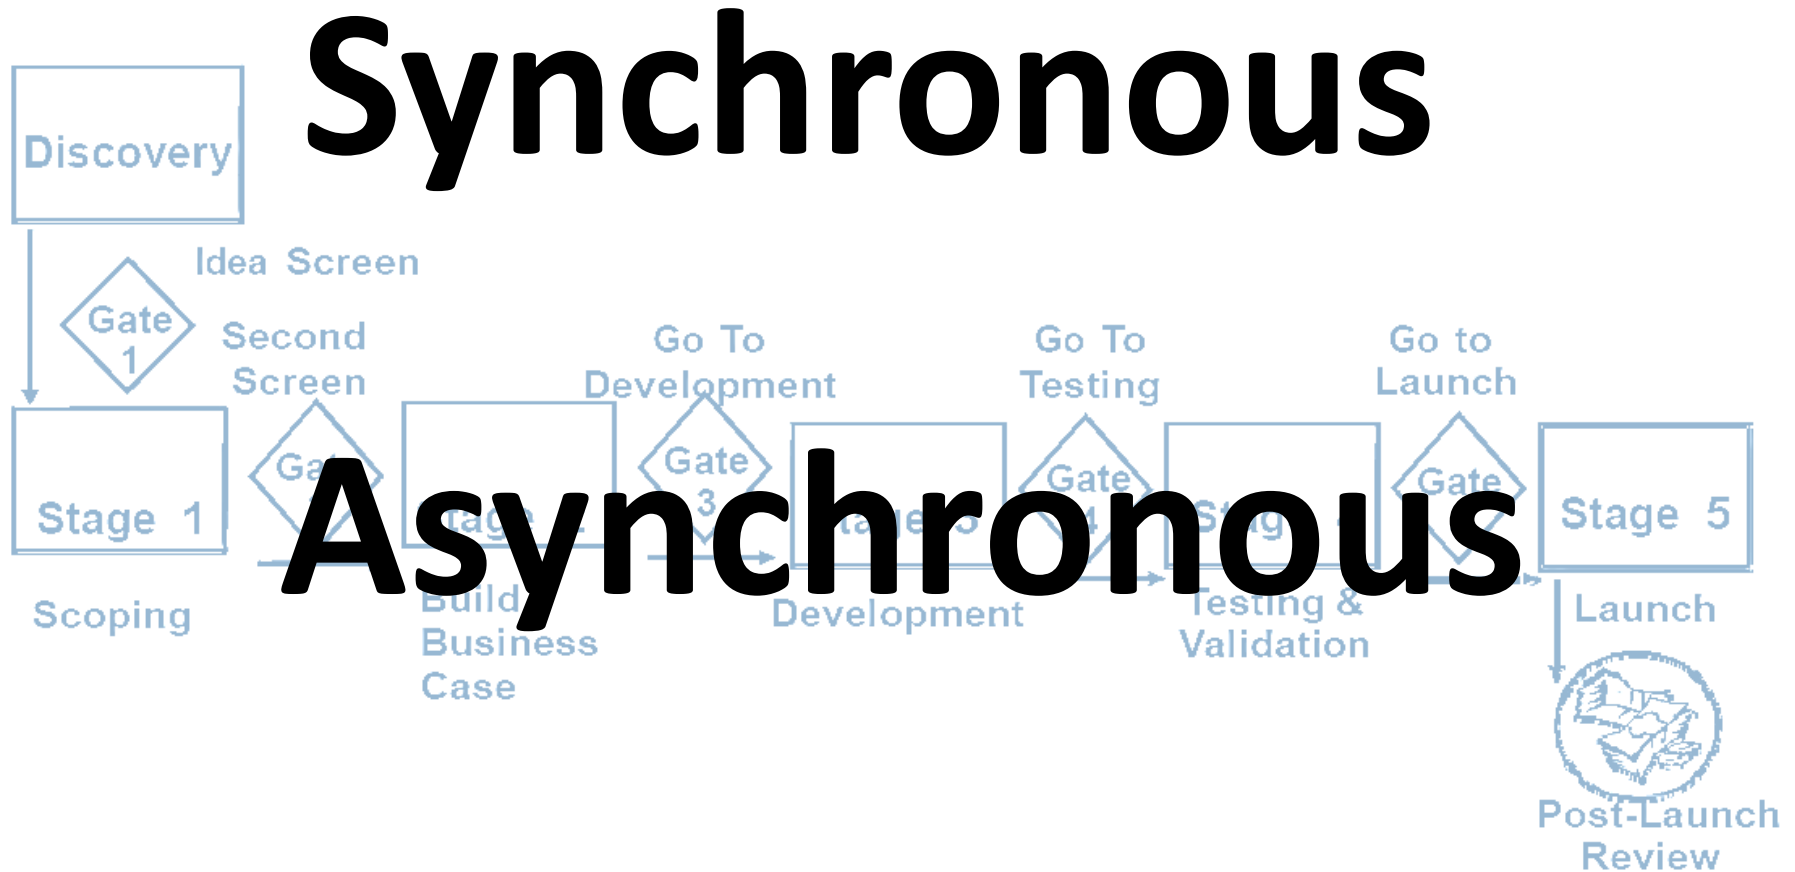 Synchronous
Discovery
Idea Screen
Gate
1
Second
Screen
Go To
Development
Go To
Testing
Go to
Launch
Gate
3
Gate
4
Gate
Stage 1
Asynchronous
Stage 5
Scoping
Build
Business
Case
Development
Testing &
Validation
Launch
Post-Launch
Review